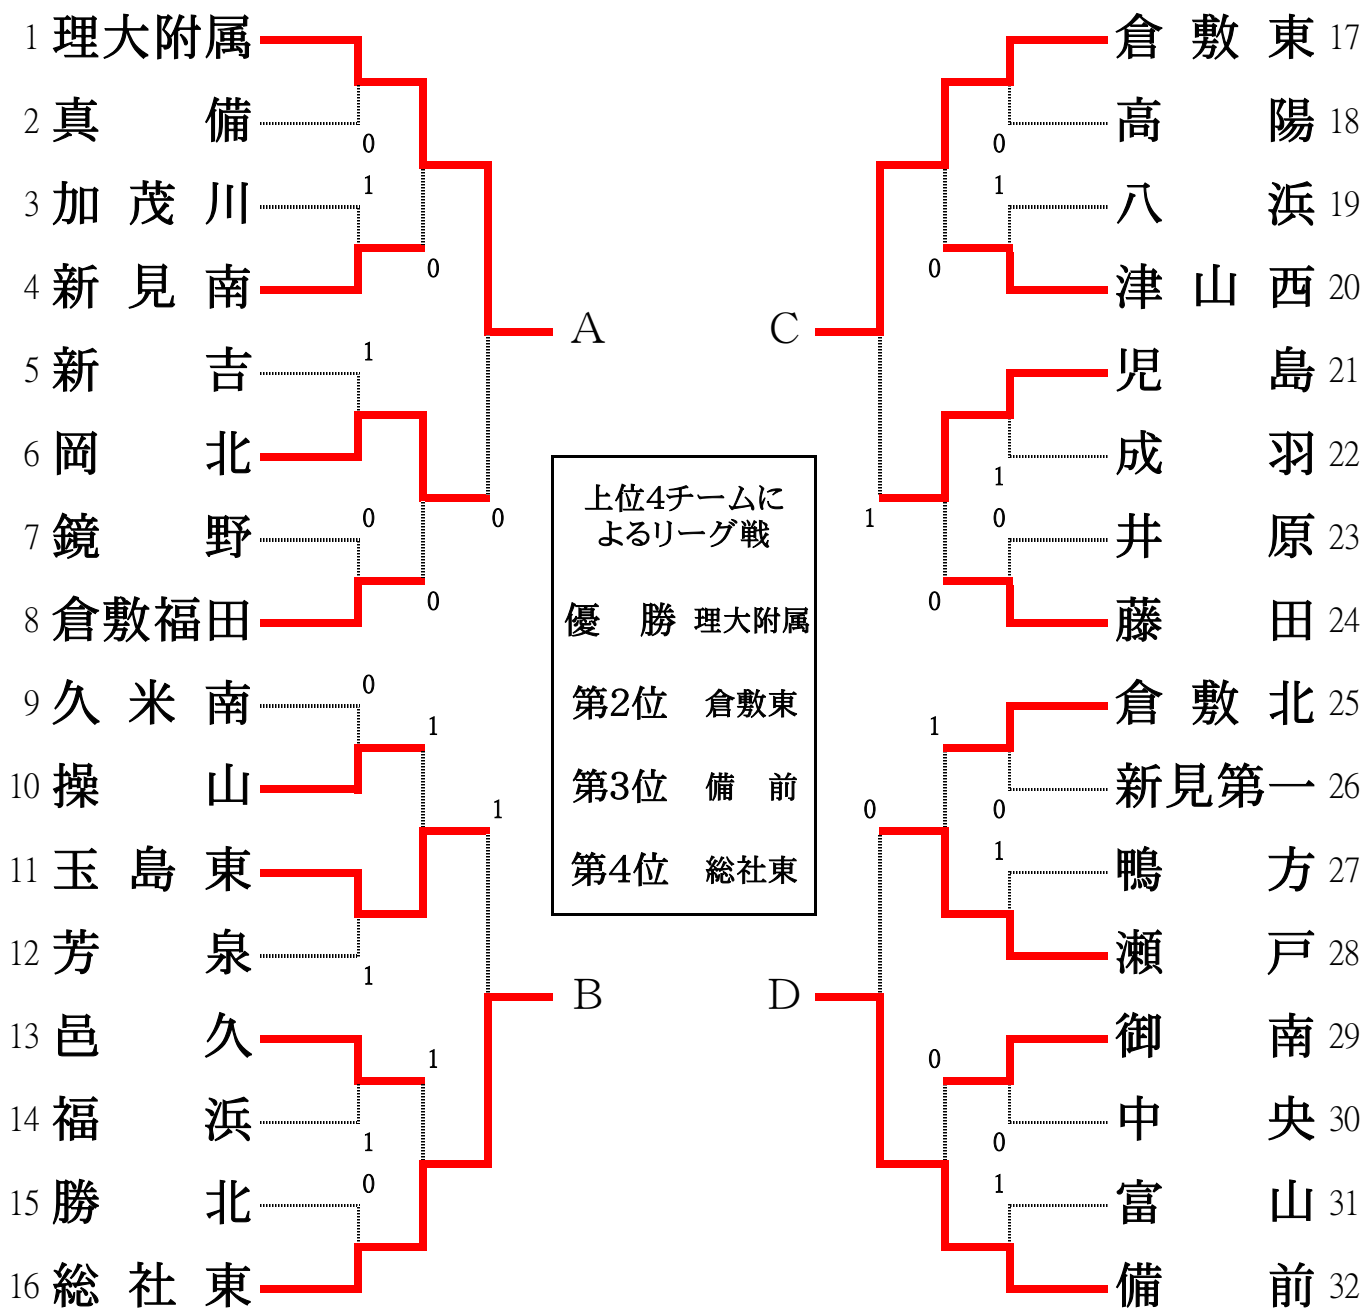 1 理大附属
2 真備
0
1
3 加茂川
4 新見南
0
A
1
5 新吉
6 岡北
0
0
7 鏡野
0
8 倉敷福田
0
9 久米南
1
10 操山
1
11 玉島東
12 芳泉
1
B
13 邑久
1
14 福浜
1
0
15 勝北
16 総社東
上位4チームに
よるリーグ戦
優勝 理大附属
第2位 倉敷東
第3位 備前
第4位 総社東
倉敷東 17
高陽 18
0
1
八浜 19
0
津山西 20
C
児島 21
成羽 22
1
1
0
井原 23
0
藤田 24
倉敷北 25
1
新見第一 26
0
0
1
鴨方 27
瀬戸 28
D
御南 29
0
中央 30
0
1
富山 31
備前 32